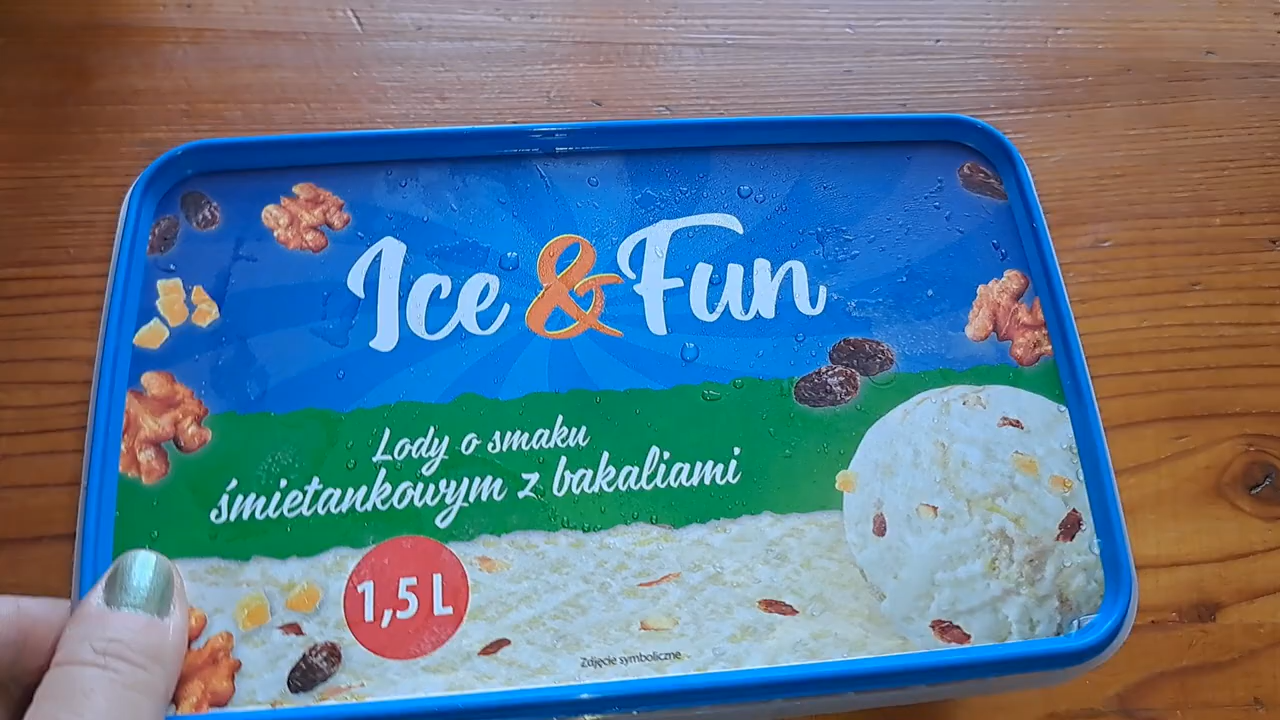 Ice & Fun
Lody o smaku
śmietankowym z bakaliami
1,5 L
Zdjęcie symboliczne